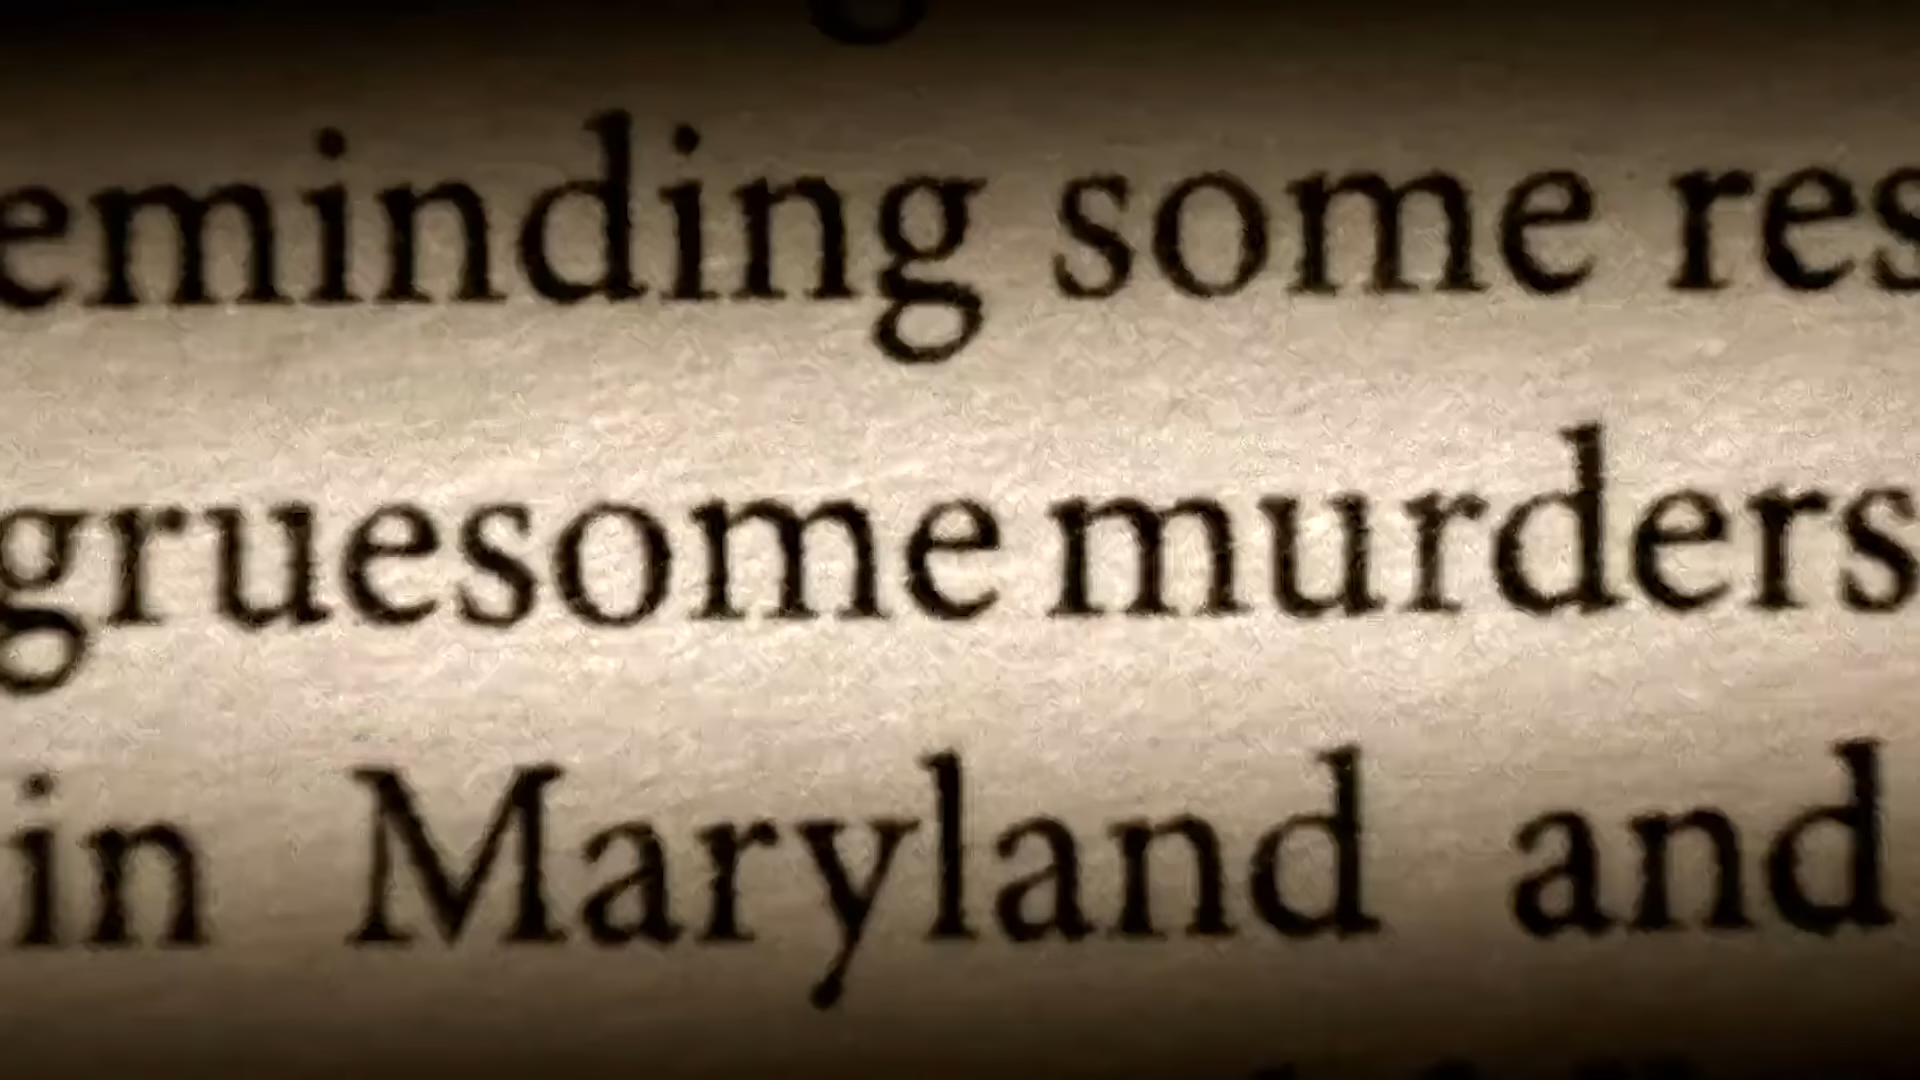 eminding some res
gruesome murders
in Maryland and